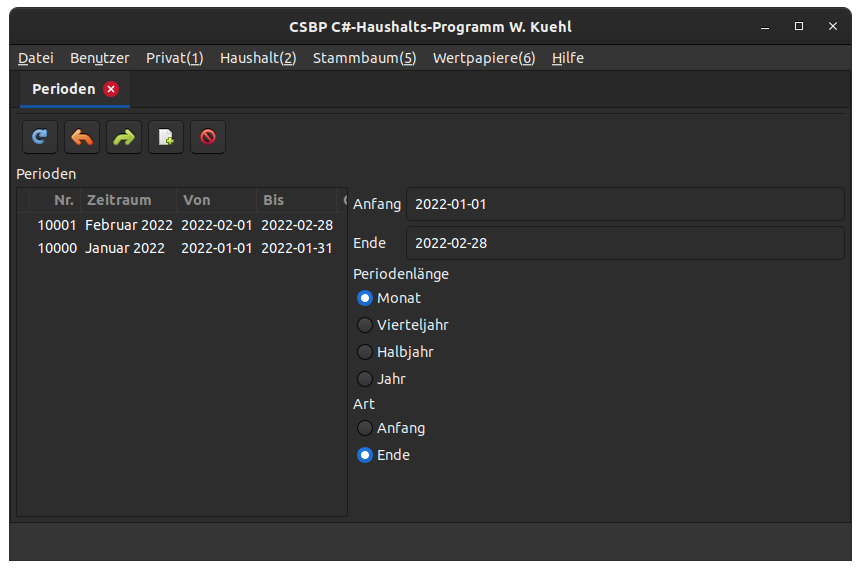 CSBP C#-Haushalts-Programm W. Kuehl
Datei Benutzer Privat(1) Haushalt(2) Stammbaum(5) Wertpapiere(6) Hilfe
Perioden
Perioden
Nr. Zeitraum Von Bis
10001 Februar 2022 2022-02-01 2022-02-28
10000 Januar 2022 2022-01-01 2022-01-31
Anfang 2022-01-01
Ende 2022-02-28
Periodenlänge
Monat
Vierteljahr
Halbjahr
Jahr
Art
Anfang
Ende